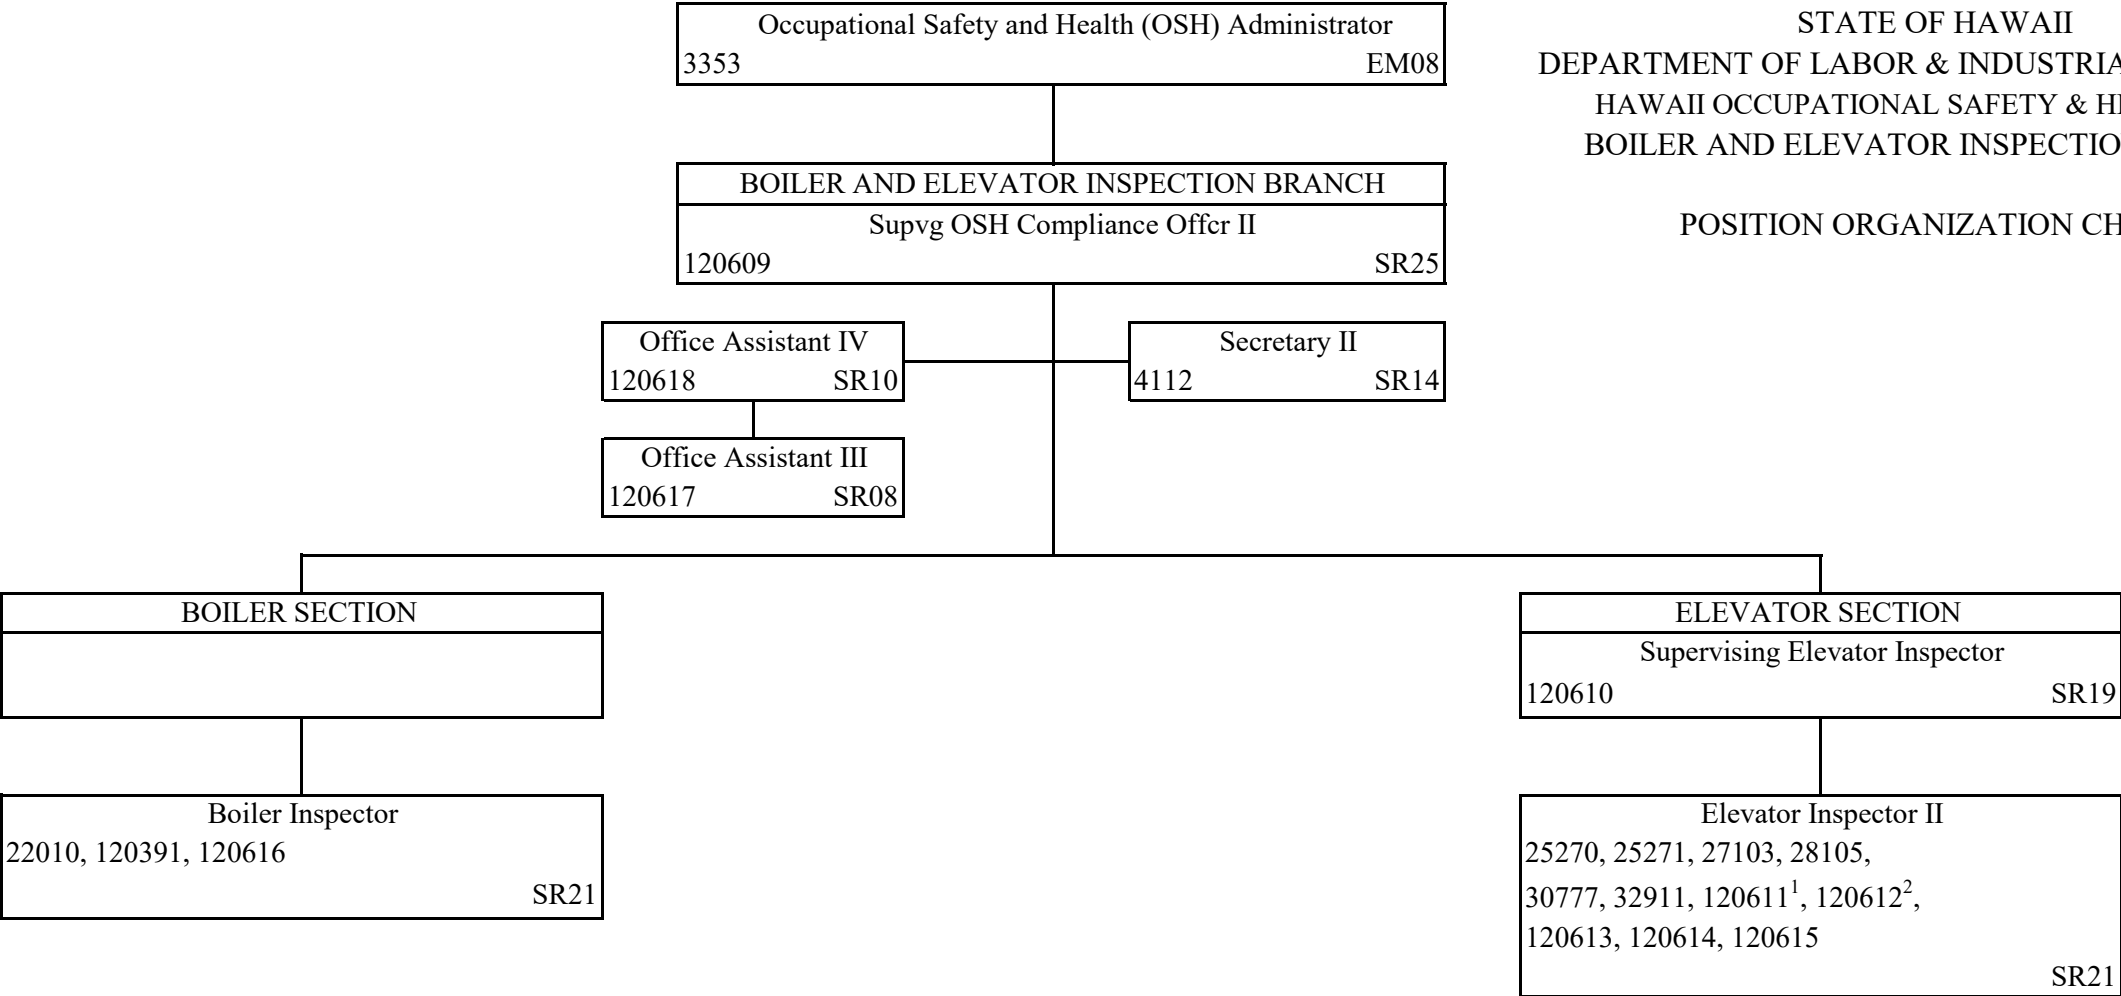 Occupational Safety and Health (OSH) Administrator
3353 EM08
STATE OF HAWAII
DEPARTMENT OF LABOR & INDUSTRIA
HAWAII OCCUPATIONAL SAFETY & H
BOILER AND ELEVATOR INSPECTIO
POSITION ORGANIZATION CH
BOILER AND ELEVATOR INSPECTION BRANCH
Supvg OSH Compliance Offcr II
120609 SR25
Office Assistant IV
120618 SR10
Secretary II
4112 SR14
Office Assistant III
120617 SR08
BOILER SECTION
ELEVATOR SECTION
Supervising Elevator Inspector
120610 SR19
Boiler Inspector
22010, 120391, 120616
SR21
Elevator Inspector II
25270, 25271, 27103, 28105,
30777, 32911, 120611¹, 120612²,
120613, 120614, 120615
SR21